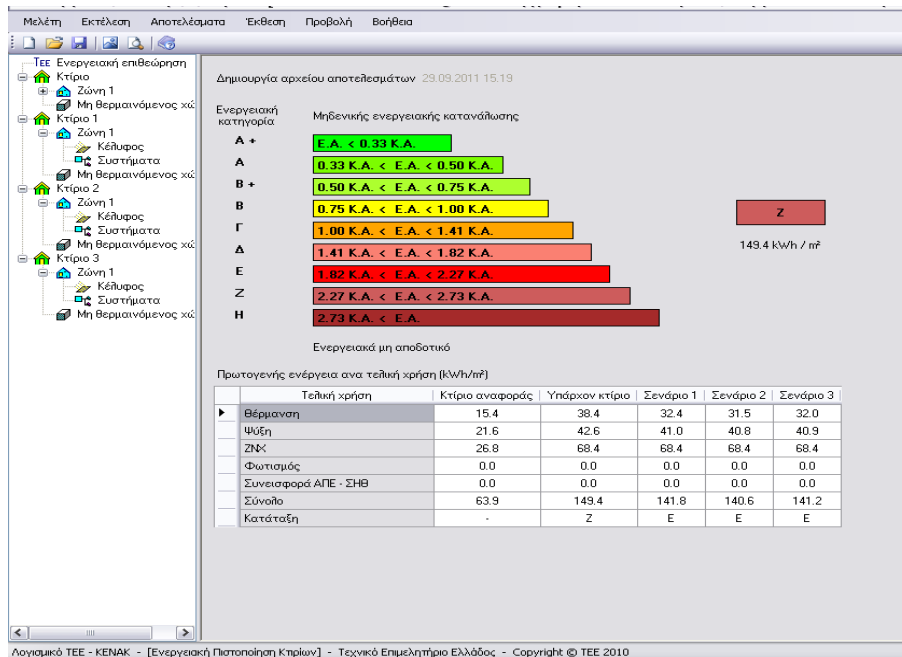 Μελέτη Εκτέλεση Αποτελέσματα Έκθεση Προβολή Βοήθεια
ΤΕΕ Ενεργειακή επιθεώρηση
Κτίριο
Ζώνη 1
Μη θερμαινόμενος χώ
Κτίριο 1
Ζώνη 1
Κέλυφος
Συστήματα
Μη θερμαινόμενος χώ
Κτίριο 2
Ζώνη 1
Κέλυφος
Συστήματα
Μη θερμαινόμενος χώ
Κτίριο 3
Ζώνη 1
Κέλυφος
Συστήματα
Μη θερμαινόμενος χώ
Δημιουργία αρχείου αποτελεσμάτων 29.09.2011 15.19
Ενεργειακή κατηγορία
Μηδενικής ενεργειακής κατανάλωσης
Α + Ε.Α. < 0.33 Κ.Α.
Α 0.33 Κ.Α. < Ε.Α. < 0.50 Κ.Α.
Β + 0.50 Κ.Α. < Ε.Α. < 0.75 Κ.Α.
Β 0.75 Κ.Α. < Ε.Α. < 1.00 Κ.Α.
Γ 1.00 Κ.Α. < Ε.Α. < 1.41 Κ.Α.
Δ 1.41 Κ.Α. < Ε.Α. < 1.82 Κ.Α.
Ε 1.82 Κ.Α. < Ε.Α. < 2.27 Κ.Α.
Ζ 2.27 Κ.Α. < Ε.Α. < 2.73 Κ.Α.
Η 2.73 Κ.Α. < Ε.Α.
Ενεργειακά μη αποδοτικό
Ζ
149.4 kWh / m²
Πρωτογενής ενέργεια ανα τελική χρήση (kWh/m²)
Τελική χρήση Κτίριο αναφοράς Υπάρχον κτίριο Σενάριο 1 Σενάριο 2 Σενάριο 3
Θέρμανση 15.4 38.4 32.4 31.5 32.0
Ψύξη 21.6 42.6 41.0 40.8 40.9
ΖΝΧ 26.8 68.4 68.4 68.4 68.4
Φωτισμός 0.0 0.0 0.0 0.0 0.0
Συνεισφορά ΑΠΕ - ΣΗΘ 0.0 0.0 0.0 0.0 0.0
Σύνολο 63.9 149.4 141.8 140.6 141.2
Κατάταξη - Ζ Ε Ε Ε
Λογισμικό ΤΕΕ - ΚΕΝΑΚ - [Ενεργειακή Πιστοποίηση Κτιρίων] - Τεχνικό Επιμελητήριο Ελλάδος - Copyright © TEE 2010